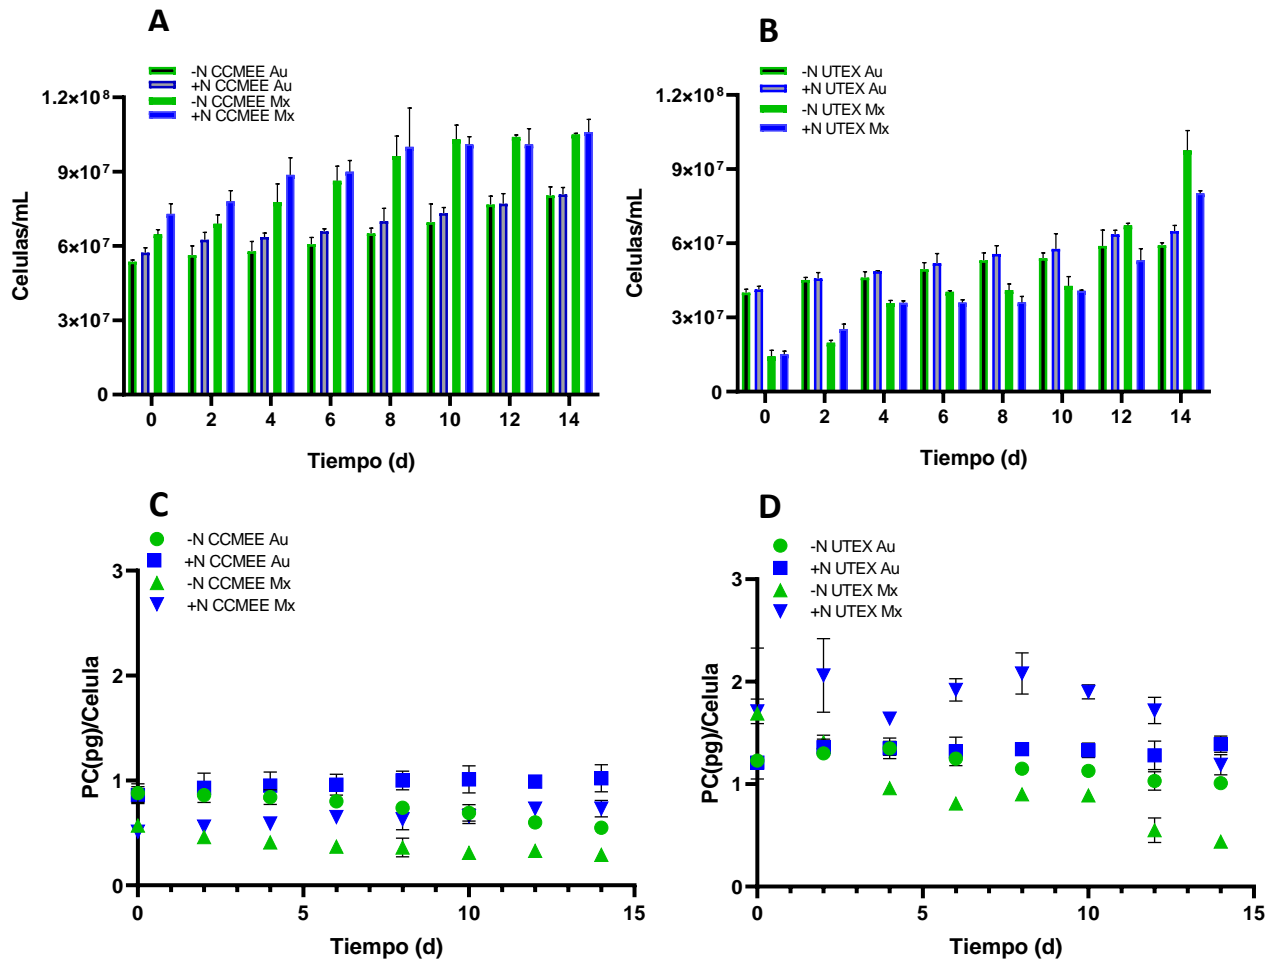 A
-N CCMEE Au
+N CCMEE Au
-N CCMEE Mx
+N CCMEE Mx
1.2×10⁸
9×10⁷
6×10⁷
3×10⁷
0
Celulas/mL
0 2 4 6 8 10 12 14
Tiempo (d)
B
-N UTEX Au
+N UTEX Au
-N UTEX Mx
+N UTEX Mx
1.2×10⁸
9×10⁷
6×10⁷
3×10⁷
0
Celulas/mL
0 2 4 6 8 10 12 14
Tiempo (d)
C
-N CCMEE Au
+N CCMEE Au
-N CCMEE Mx
+N CCMEE Mx
3
2
1
0
PC(pg)/Celula
0 5 10 15
Tiempo (d)
D
-N UTEX Au
+N UTEX Au
-N UTEX Mx
+N UTEX Mx
3
2
1
0
PC(pg)/Celula
0 5 10 15
Tiempo (d)